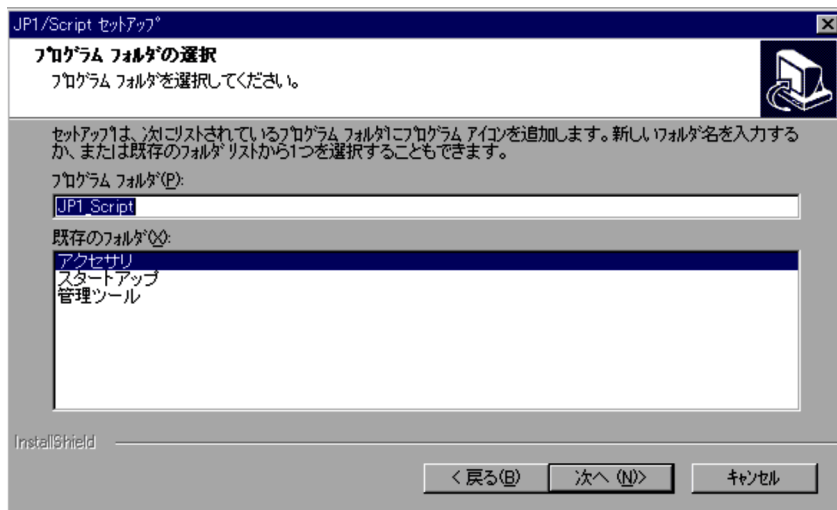 JP1/Script ｾｯﾄｱｯﾌﾟ
ﾌﾟﾛｸﾞﾗﾑ ﾌｫﾙﾀﾞの選択
ﾌﾟﾛｸﾞﾗﾑ ﾌｫﾙﾀﾞを選択してください。
ｾｯﾄｱｯﾌﾟは、次にﾘｽﾄされているﾌﾟﾛｸﾞﾗﾑ ﾌｫﾙﾀﾞにﾌﾟﾛｸﾞﾗﾑ ｱｲｺﾝを追加します。新しいﾌｫﾙﾀﾞ名を入力する
か、または既存のﾌｫﾙﾀﾞ ﾘｽﾄから1つを選択することもできます。
ﾌﾟﾛｸﾞﾗﾑ ﾌｫﾙﾀﾞ(P):
JP1_Script
既存のﾌｫﾙﾀﾞ(X):
アクセサリ
スタートアップ
管理ツール
InstallShield
< 戻る(B)
次へ (N)>
ｷｬﾝｾﾙ